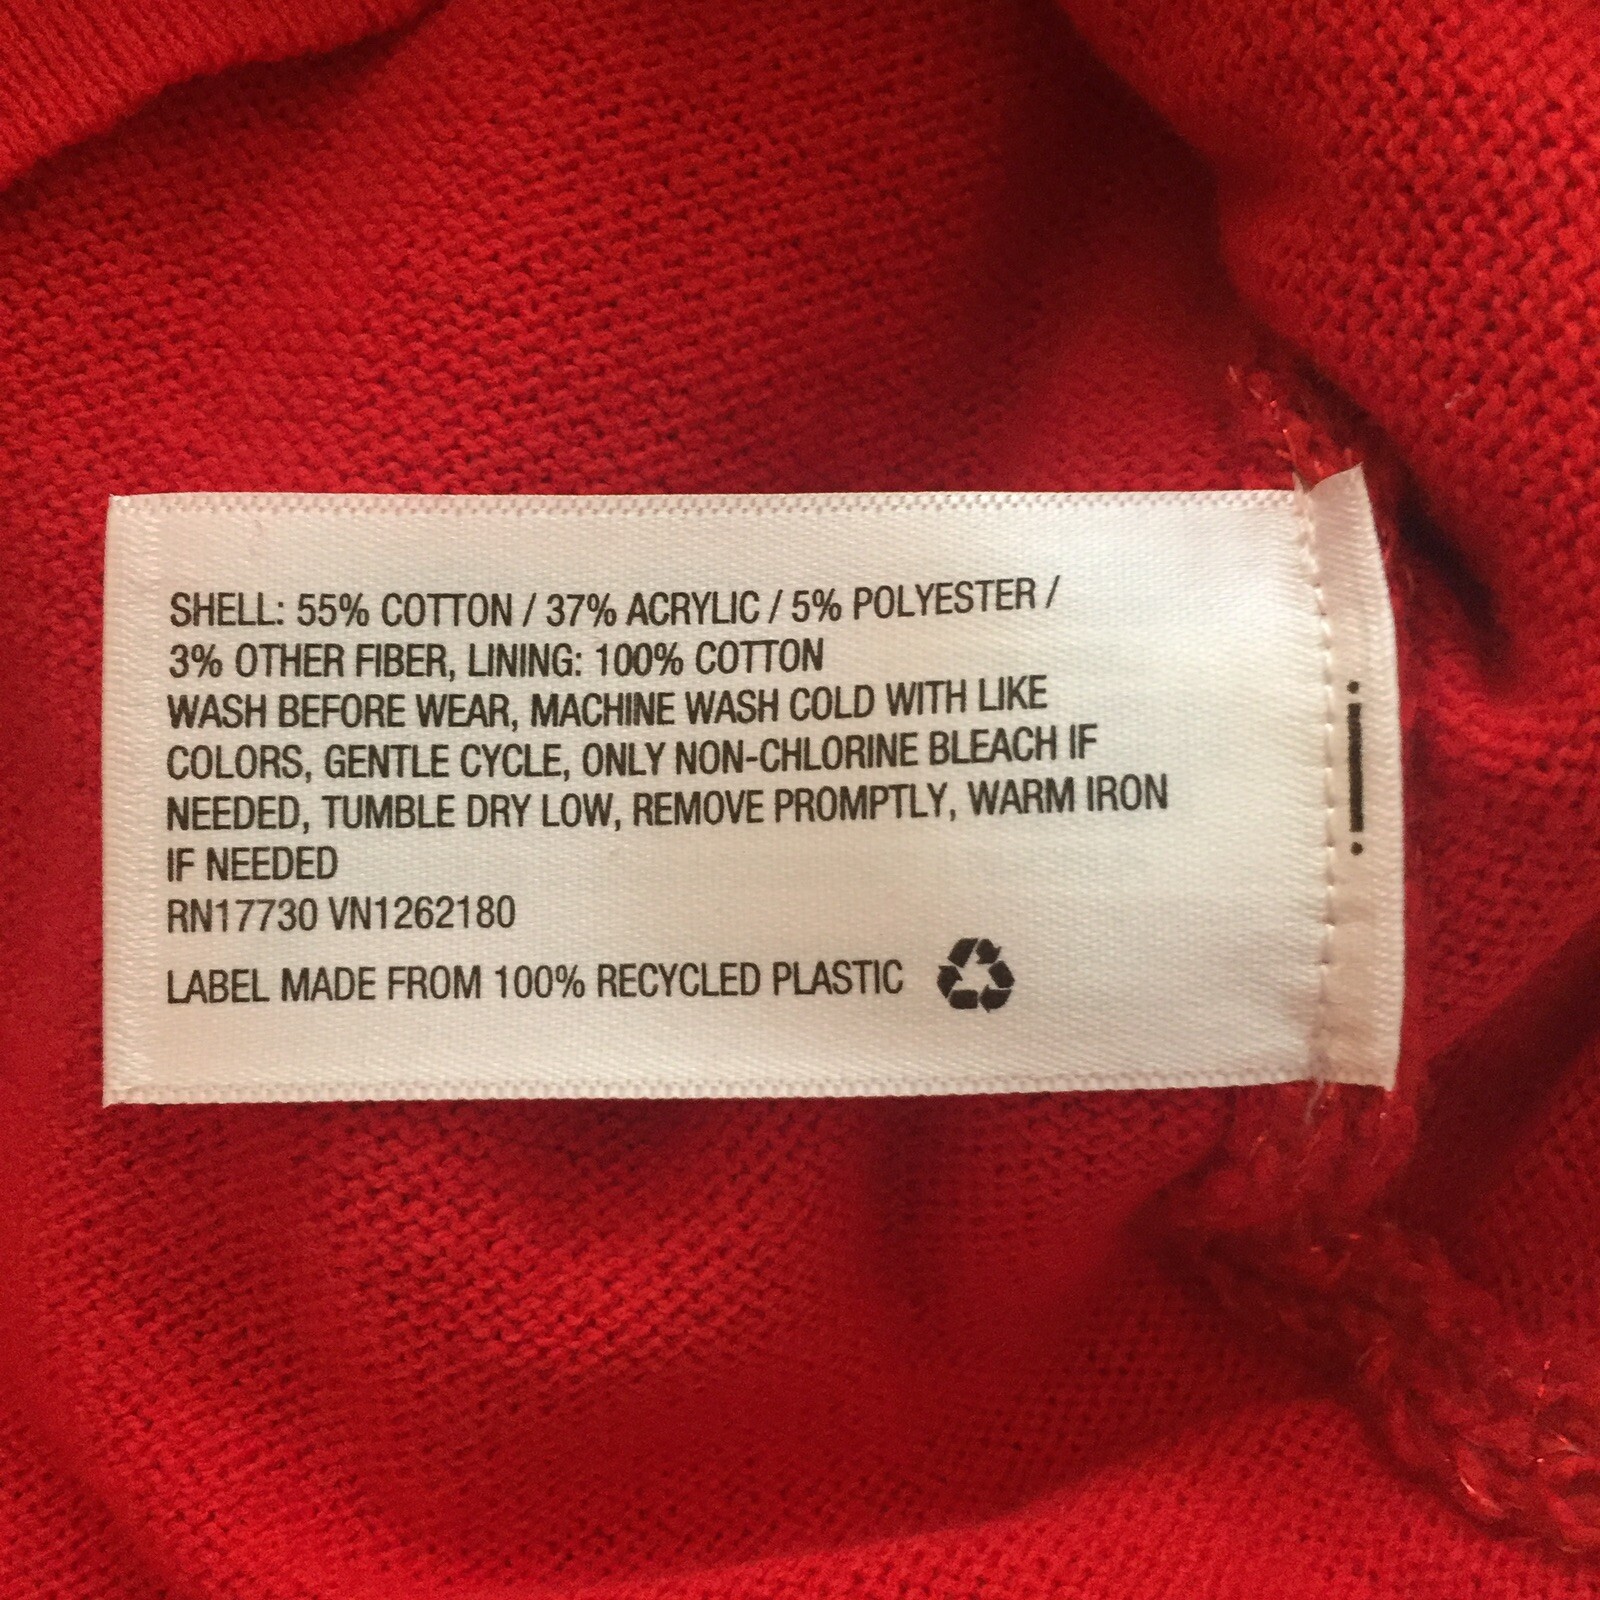 SHELL: 55% COTTON / 37% ACRYLIC / 5% POLYESTER /
3% OTHER FIBER, LINING: 100% COTTON
WASH BEFORE WEAR, MACHINE WASH COLD WITH LIKE
COLORS, GENTLE CYCLE, ONLY NON-CHLORINE BLEACH IF
NEEDED, TUMBLE DRY LOW, REMOVE PROMPTLY, WARM IRON
IF NEEDED
RN17730 VN1262180
LABEL MADE FROM 100% RECYCLED PLASTIC